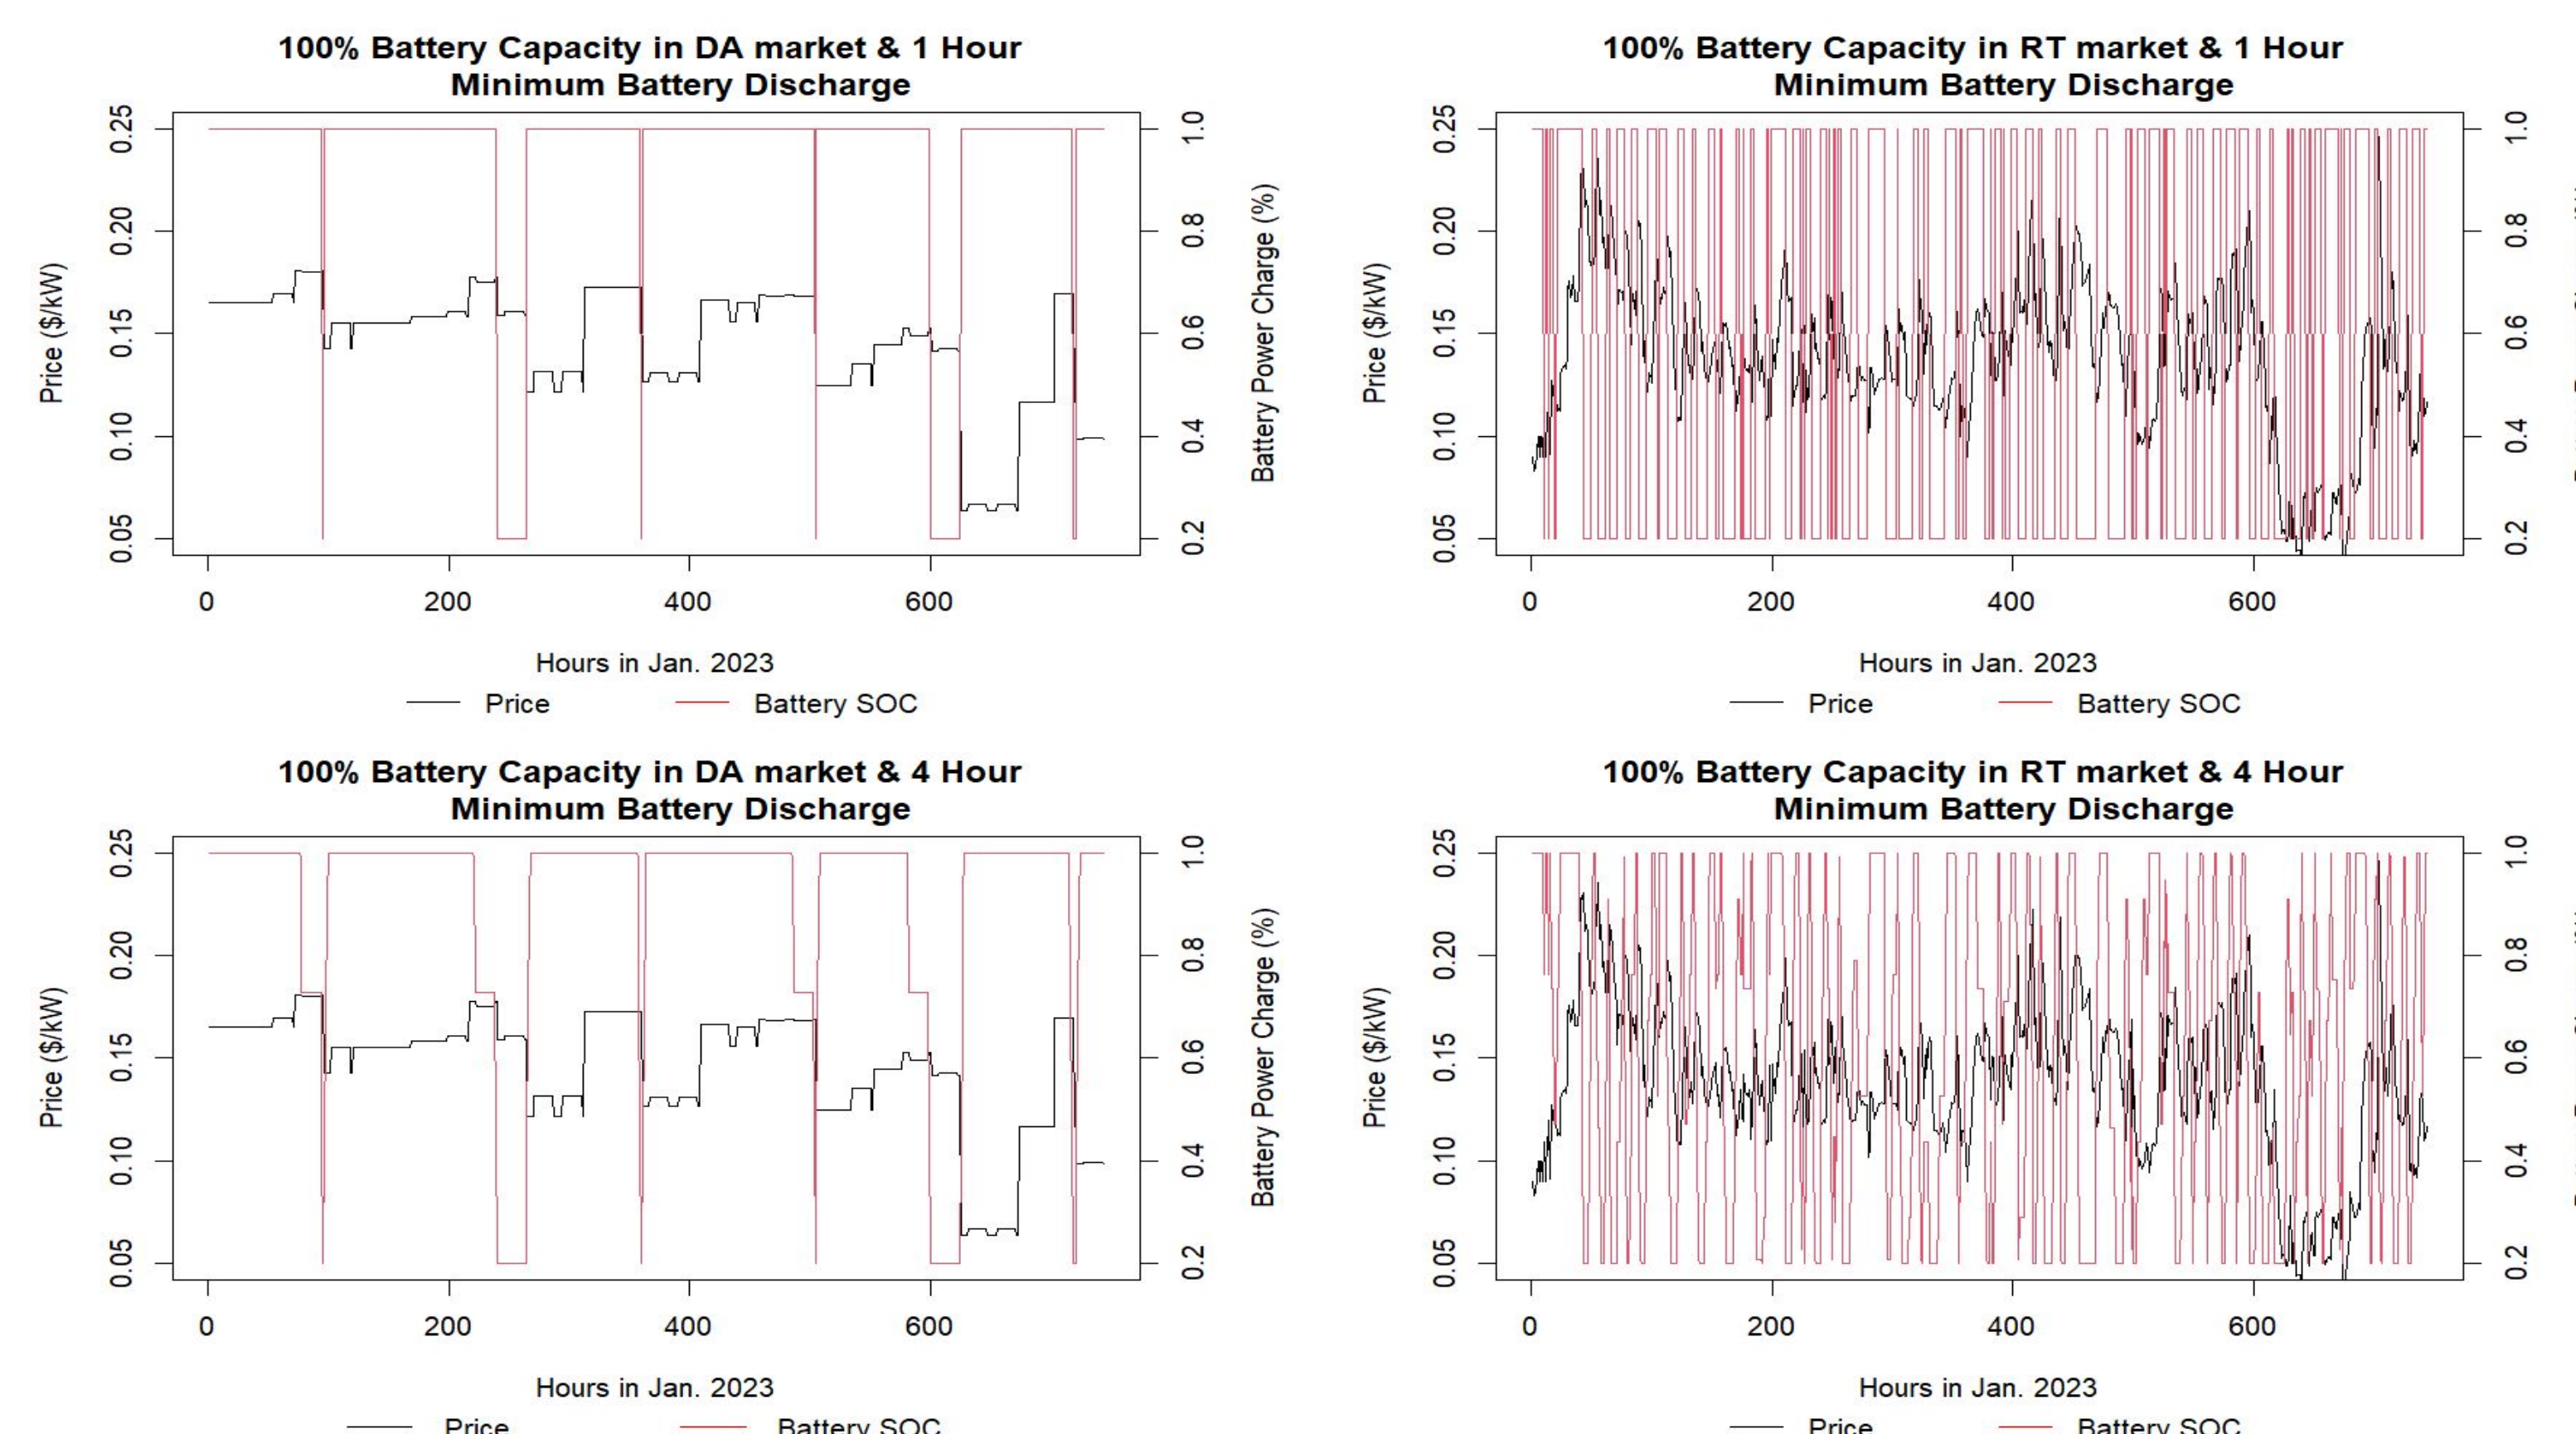 100% Battery Capacity in DA market & 1 Hour
Minimum Battery Discharge
Price ($/kW)
0.25
0.20
0.15
0.10
0.05
1.0
0.8
0.6
0.4
0.2
Battery Power Charge (%)
0 200 400 600
Hours in Jan. 2023
Price Battery SOC
100% Battery Capacity in RT market & 1 Hour
Minimum Battery Discharge
Price ($/kW)
0.25
0.20
0.15
0.10
0.05
1.0
0.8
0.6
0.4
0.2
0 200 400 600
Hours in Jan. 2023
Price Battery SOC
100% Battery Capacity in DA market & 4 Hour
Minimum Battery Discharge
Price ($/kW)
0.25
0.20
0.15
0.10
0.05
1.0
0.8
0.6
0.4
0.2
Battery Power Charge (%)
0 200 400 600
Hours in Jan. 2023
Price Battery SOC
100% Battery Capacity in RT market & 4 Hour
Minimum Battery Discharge
Price ($/kW)
0.25
0.20
0.15
0.10
0.05
1.0
0.8
0.6
0.4
0.2
0 200 400 600
Hours in Jan. 2023
Price Battery SOC